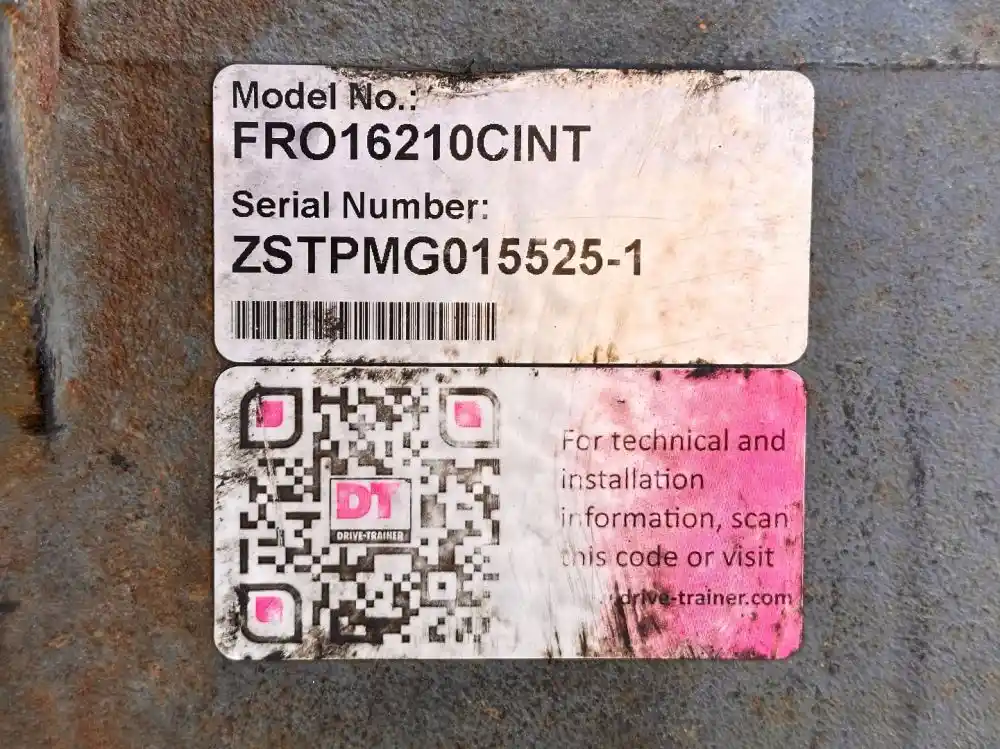 Model No.:
FRO16210CINT
Serial Number:
ZSTPMG015525-1
DT
DRIVE-TRAINER
For technical and
installation
information, scan
this code or visit
drive-trainer.com